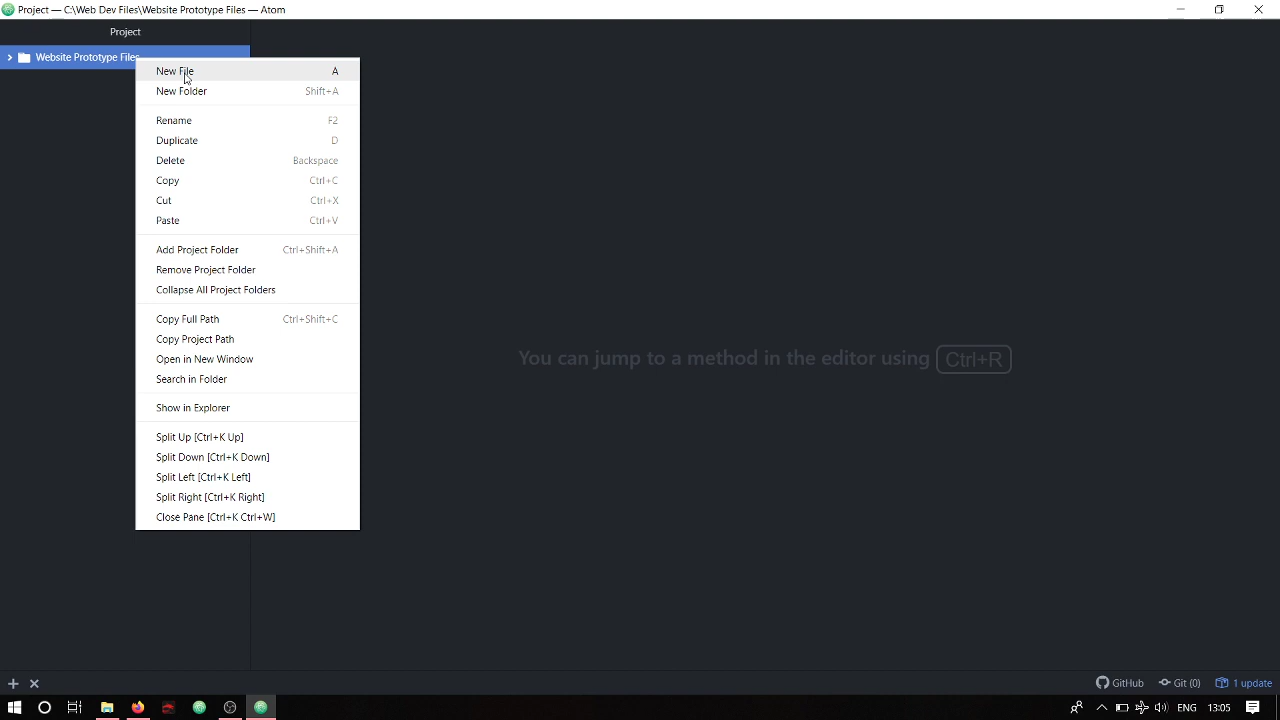 Project — C:\Web Dev Files\Website Prototype Files — Atom
Project
Website Prototype Files
New File A
New Folder Shift+A
Rename F2
Duplicate D
Delete Backspace
Copy Ctrl+C
Cut Ctrl+X
Paste Ctrl+V
Add Project Folder Ctrl+Shift+A
Remove Project Folder
Collapse All Project Folders
Copy Full Path Ctrl+Shift+C
Copy Project Path
Open in New Window
Search in Folder
Show in Explorer
Split Up [Ctrl+K Up]
Split Down [Ctrl+K Down]
Split Left [Ctrl+K Left]
Split Right [Ctrl+K Right]
Close Pane [Ctrl+K Ctrl+W]
You can jump to a method in the editor using Ctrl+R
GitHub Git (0) 1 update
ENG 13:05